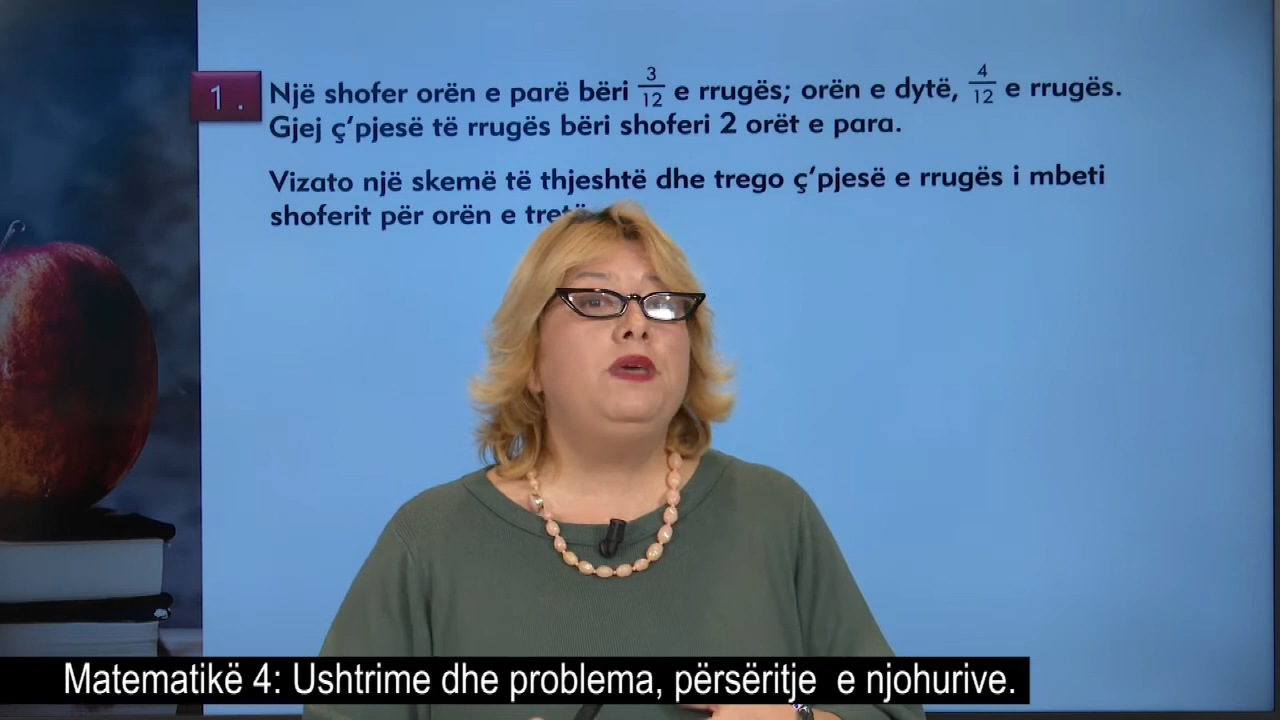 1. Një shofer orën e parë bëri 3/12 e rrugës; orën e dytë, 4/12 e rrugës.
Gjej ç’pjesë të rrugës bëri shoferi 2 orët e para.
Vizato një skemë të thjeshtë dhe trego ç’pjesë e rrugës i mbeti
shoferit për orën e
Matematikë 4: Ushtrime dhe problema, përsëritje e njohurive.